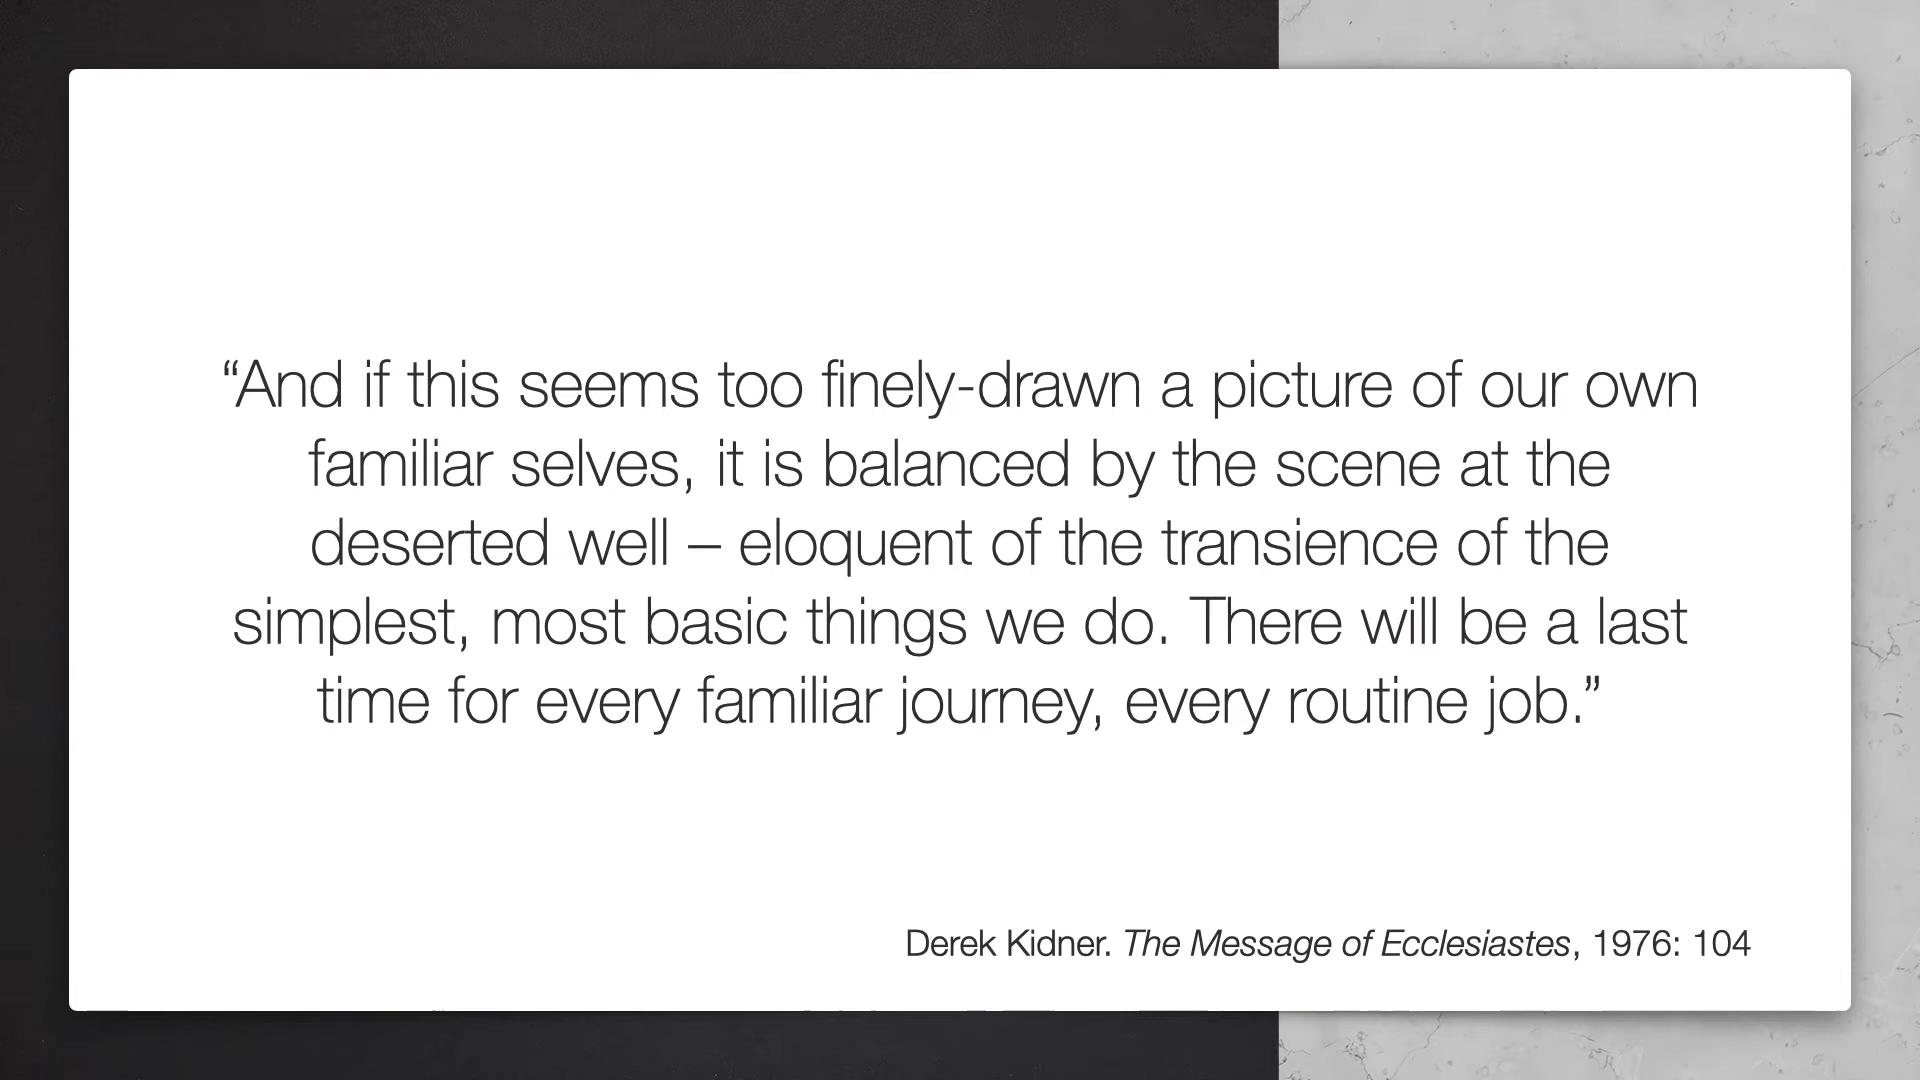 “And if this seems too finely-drawn a picture of our own
familiar selves, it is balanced by the scene at the
deserted well – eloquent of the transience of the
simplest, most basic things we do. There will be a last
time for every familiar journey, every routine job.”
Derek Kidner. The Message of Ecclesiastes, 1976: 104